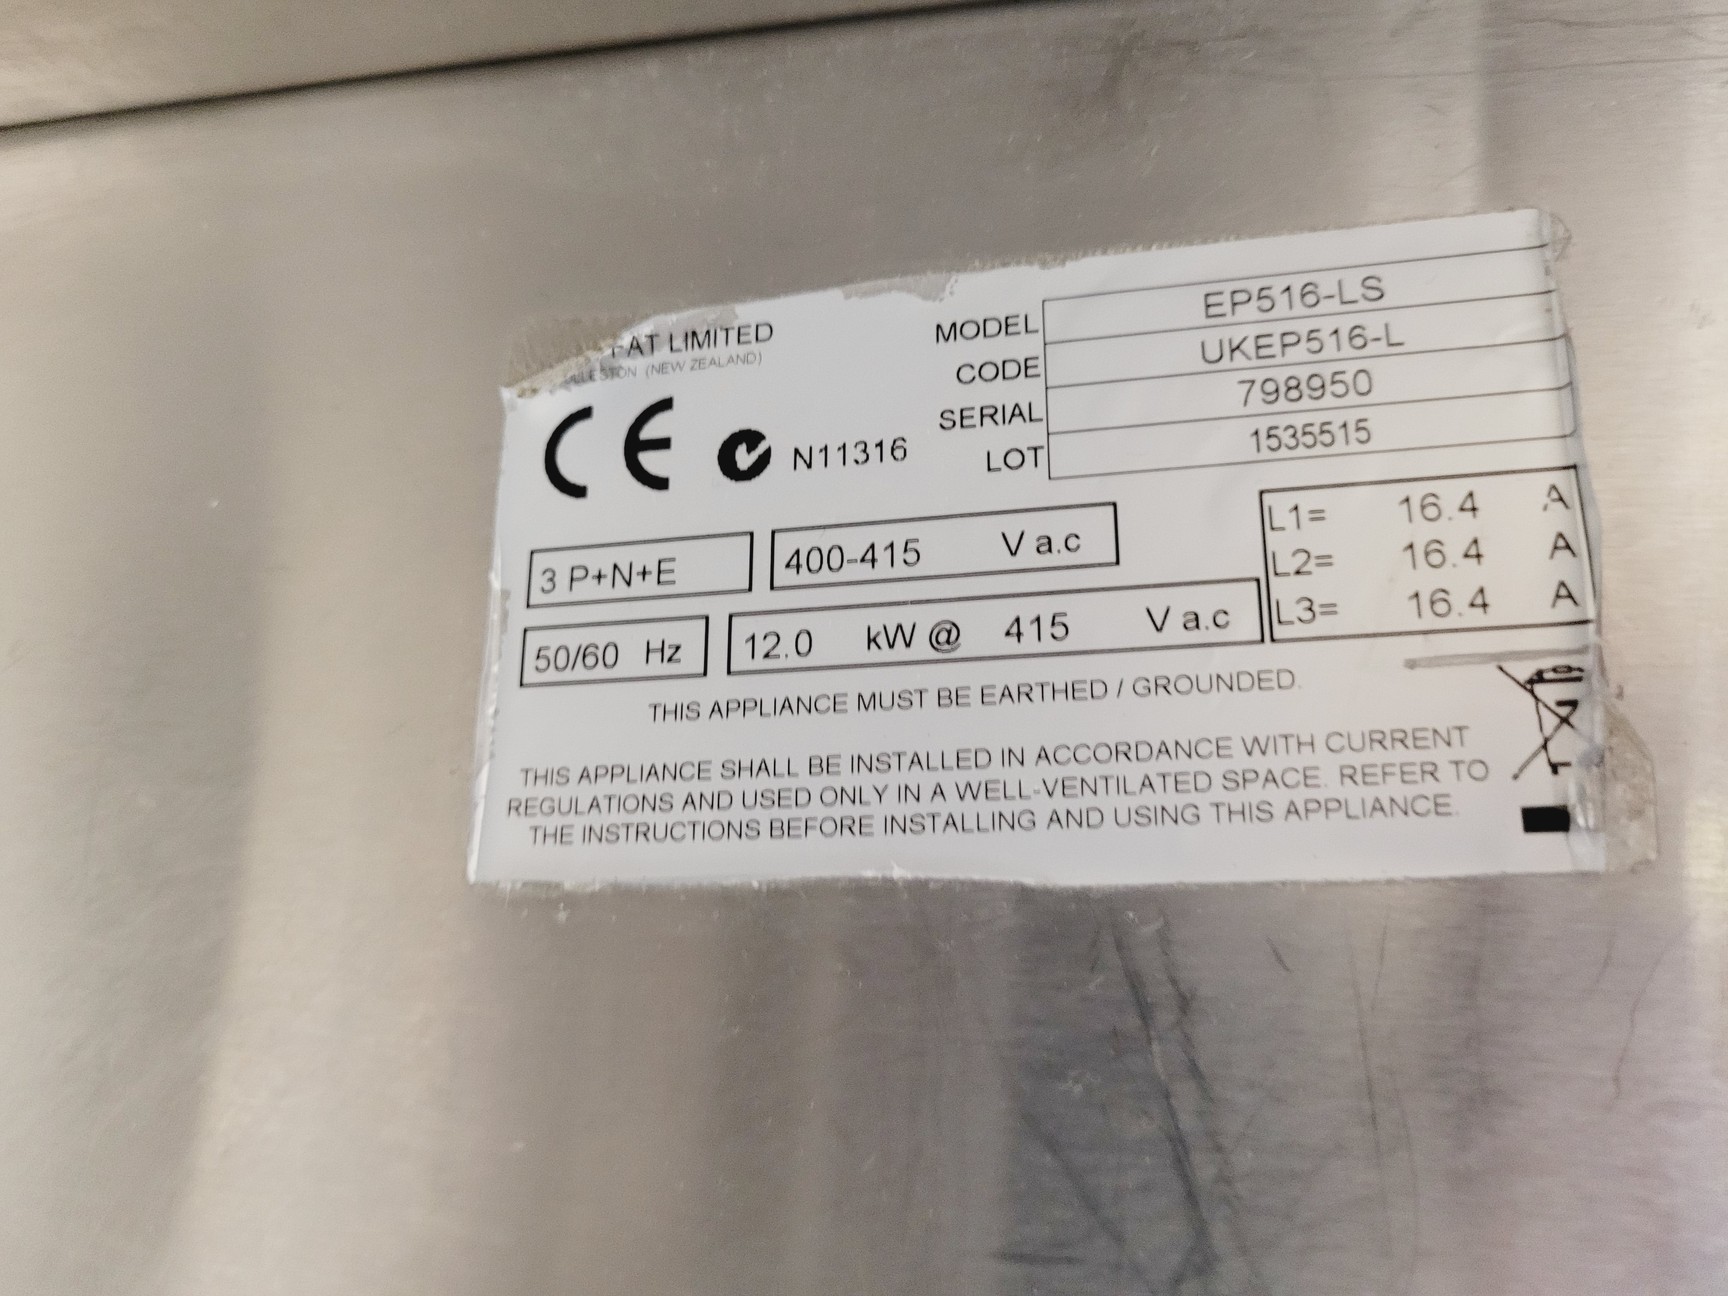 FAT LIMITED
(NEW ZEALAND)
CE N11316
MODEL EP516-LS
CODE UKEP516-L
SERIAL 798950
LOT 1535515
3 P+N+E 400-415 V a.c
50/60 Hz 12.0 kW @ 415 V a.c
L1= 16.4 A
L2= 16.4 A
L3= 16.4 A
THIS APPLIANCE MUST BE EARTHED / GROUNDED.
THIS APPLIANCE SHALL BE INSTALLED IN ACCORDANCE WITH CURRENT
REGULATIONS AND USED ONLY IN A WELL-VENTILATED SPACE. REFER TO
THE INSTRUCTIONS BEFORE INSTALLING AND USING THIS APPLIANCE.